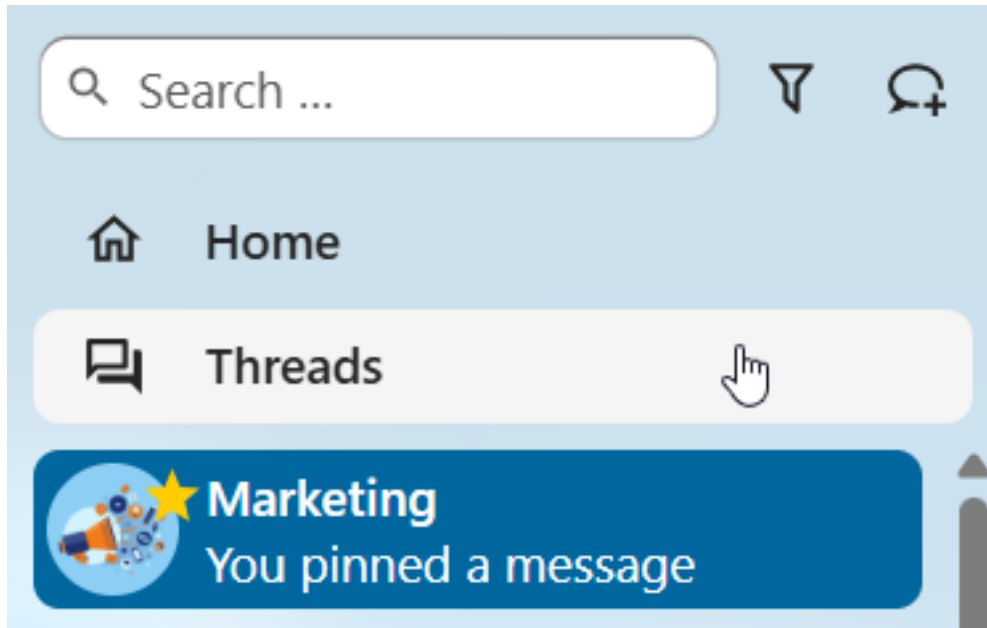 Search ...
Home
Threads
Marketing
You pinned a message